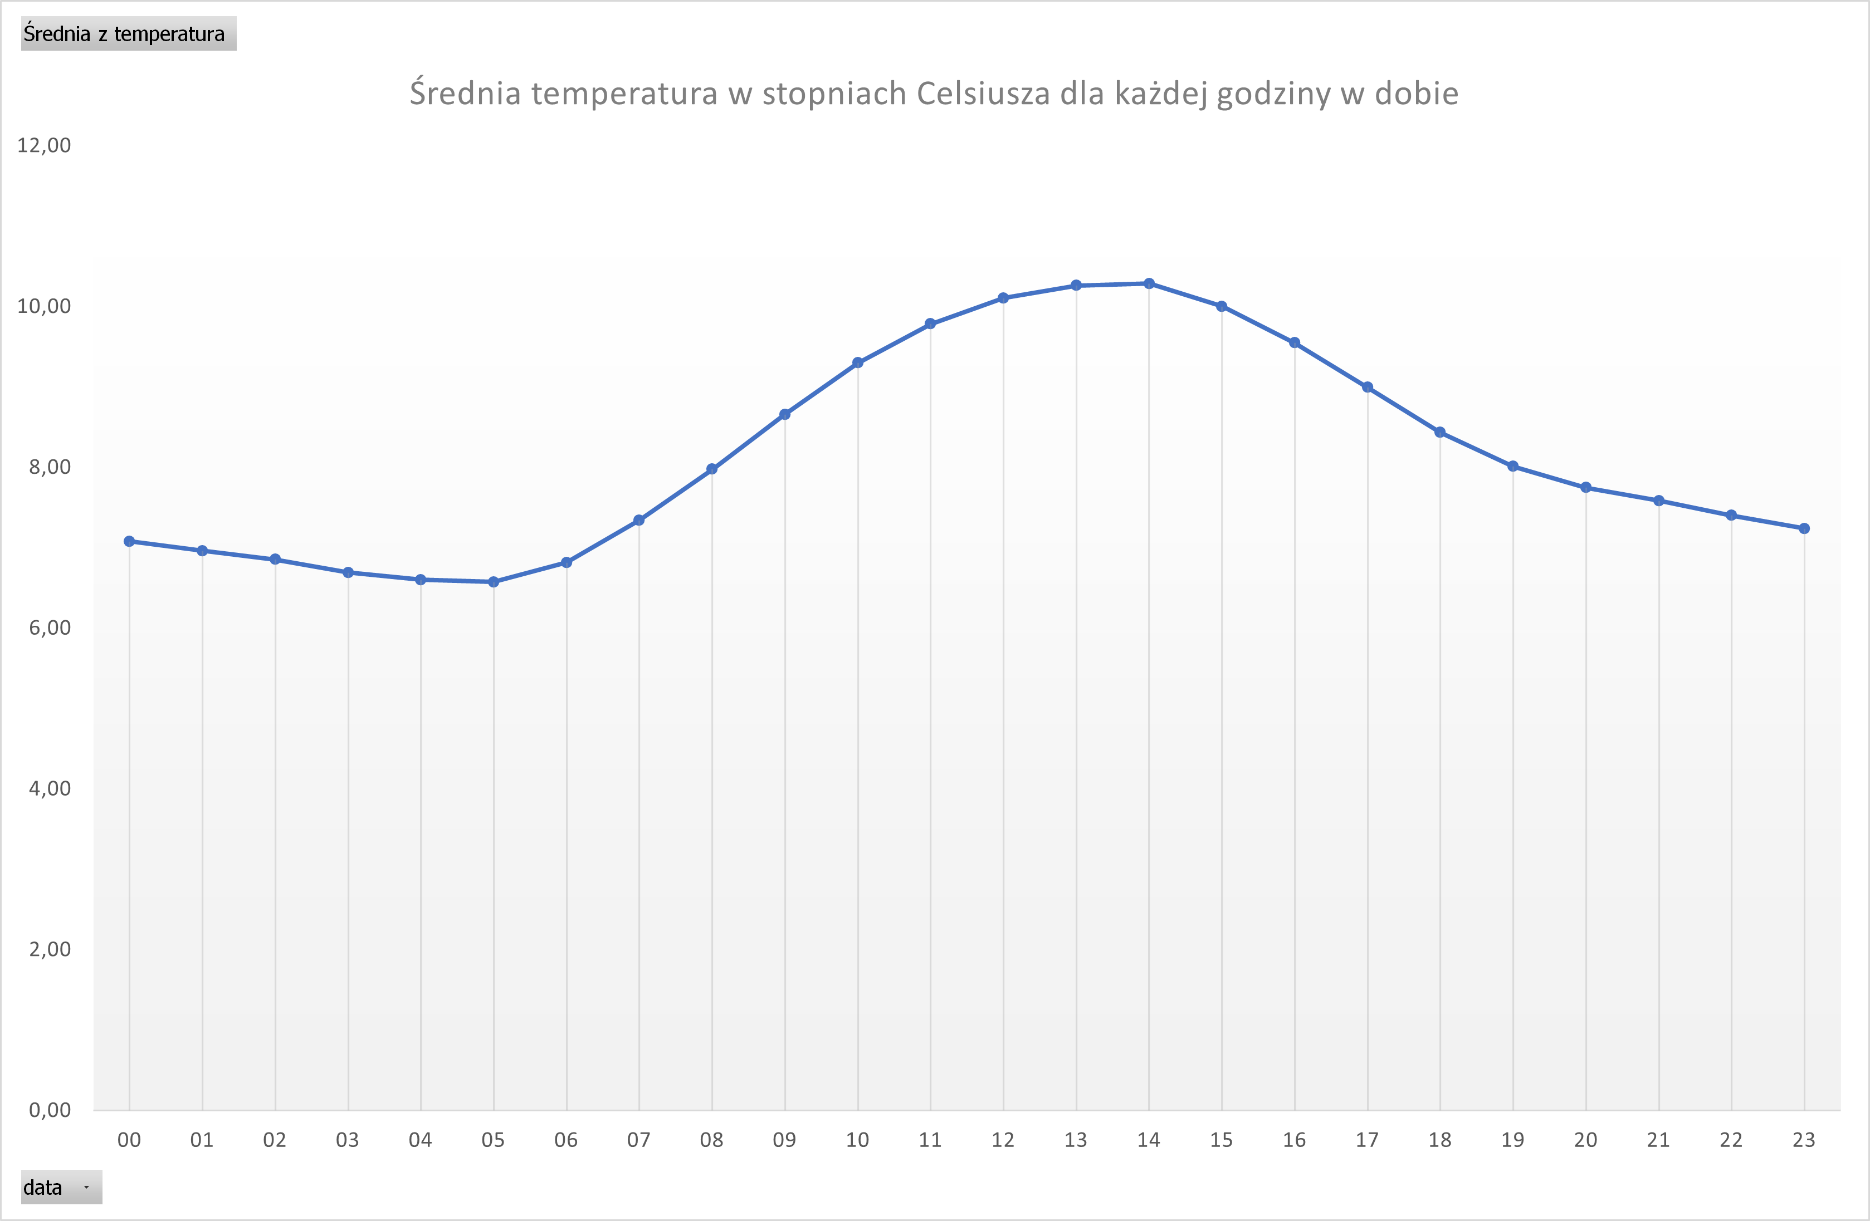 Średnia z temperatura
Średnia temperatura w stopniach Celsiusza dla każdej godziny w dobie
12,00
10,00
8,00
6,00
4,00
2,00
0,00
00 01 02 03 04 05 06 07 08 09 10 11 12 13 14 15 16 17 18 19 20 21 22 23
data